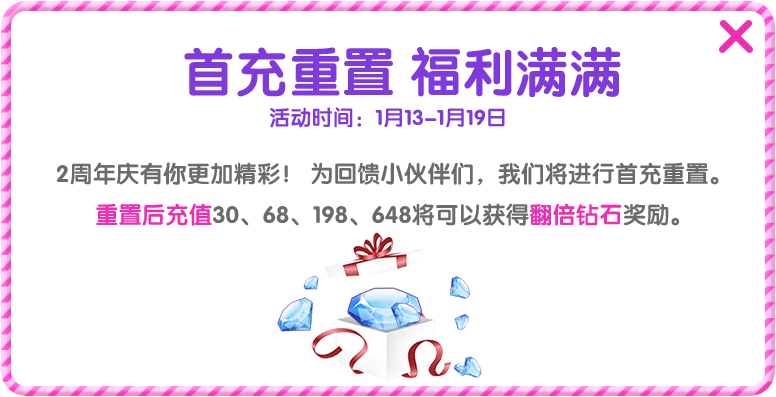 首充重置 福利满满
活动时间：1月13-1月19日
2周年庆有你更加精彩！ 为回馈小伙伴们，我们将进行首充重置。
重置后充值30、68、198、648将可以获得翻倍钻石奖励。